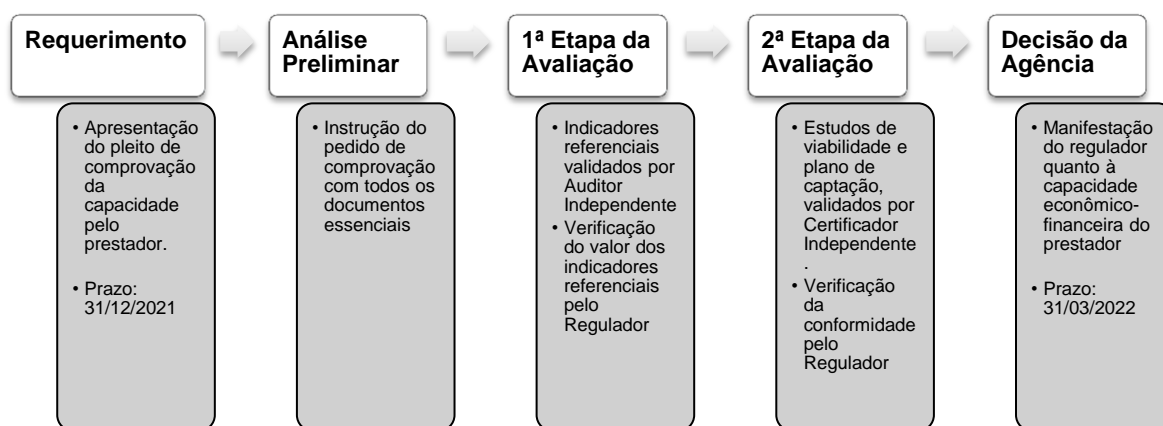 Requerimento
• Apresentação
do pleito de
comprovação
da
capacidade
pelo
prestador.
• Prazo:
31/12/2021
Análise
Preliminar
• Instrução do
pedido de
comprovação
com todos os
documentos
essenciais
1ª Etapa da
Avaliação
• Indicadores
referenciais
validados por
Auditor
Independente
• Verificação
do valor dos
indicadores
referenciais
pelo
Regulador
2ª Etapa da
Avaliação
• Estudos de
viabilidade e
plano de
captação,
validados por
Certificador
Independente
.
• Verificação
da
conformidade
pelo
Regulador
Decisão da
Agência
• Manifestação
do regulador
quanto à
capacidade
econômico-
financeira do
prestador
• Prazo:
31/03/2022